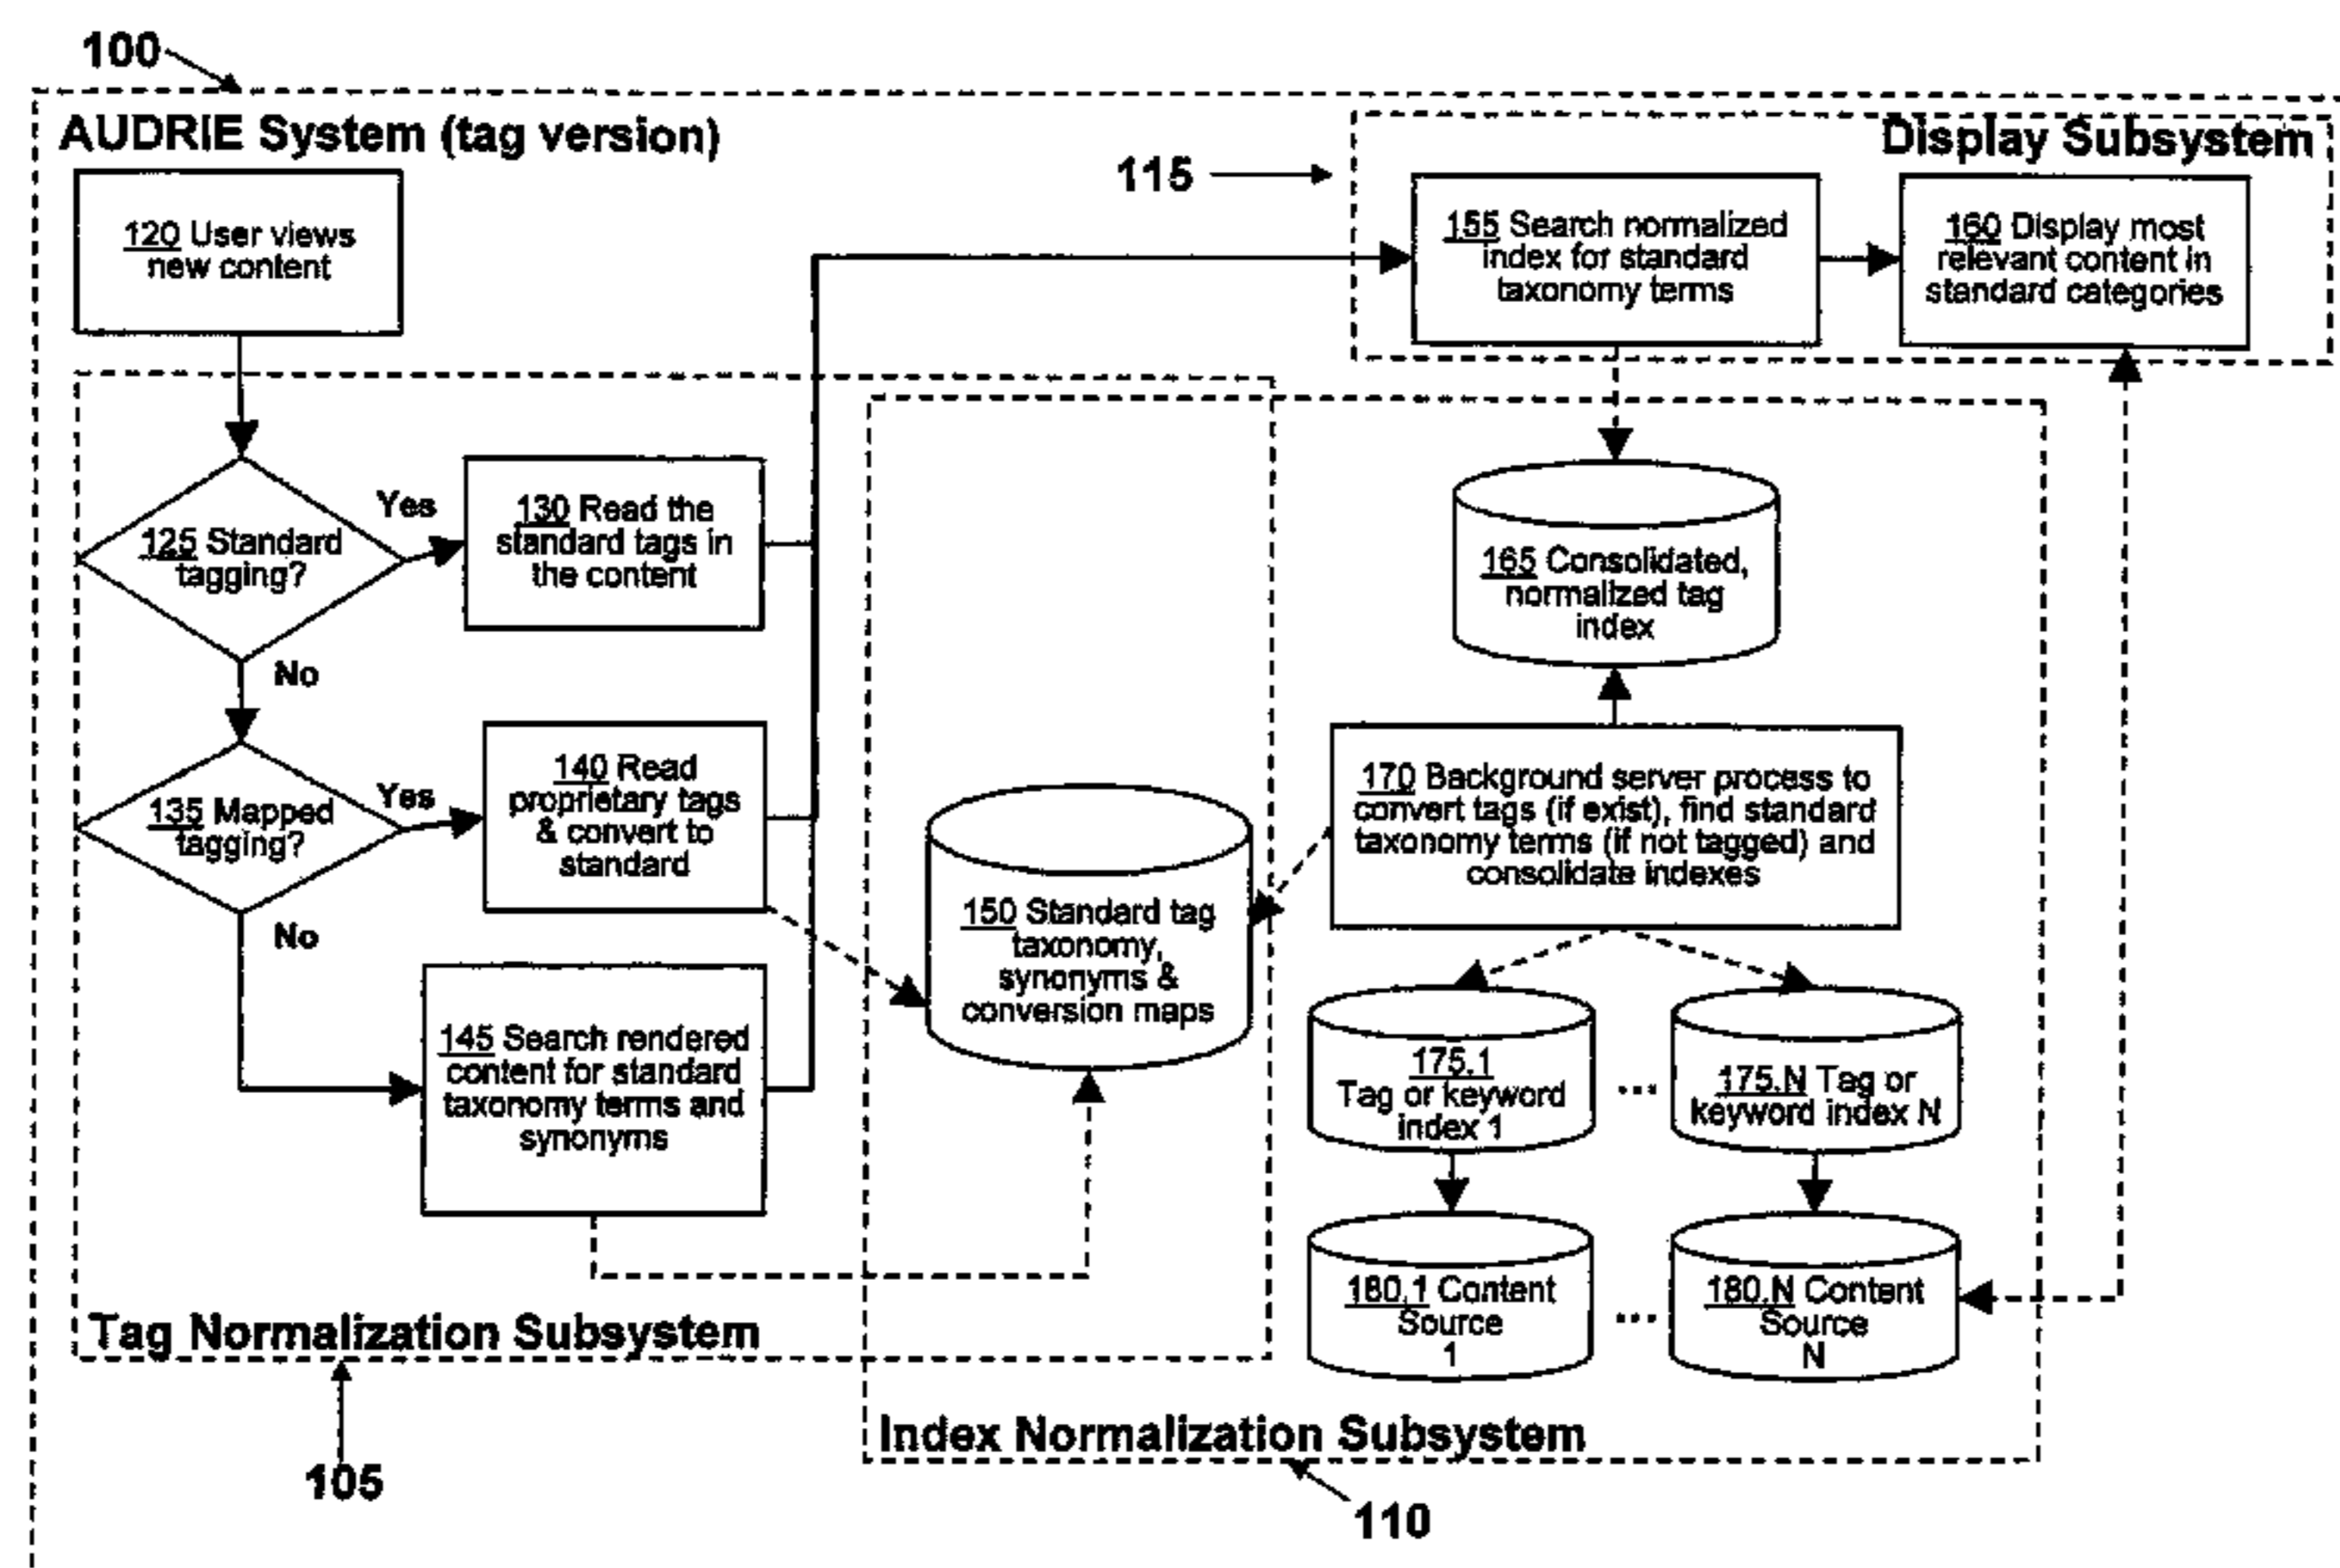 100
AUDRIE System (tag version)
Display Subsystem
115
120 User views
new content
155 Search normalized
index for standard
taxonomy terms
160 Display most
relevant content in
standard categories
125 Standard
tagging?
Yes
130 Read the
standard tags in
the content
No
165 Consolidated,
normalized tag
index
135 Mapped
tagging?
Yes
140 Read
proprietary tags
& convert to
standard
No
150 Standard tag
taxonomy,
synonyms &
conversion maps
170 Background server process to
convert tags (if exist), find standard
taxonomy terms (if not tagged) and
consolidate indexes
145 Search rendered
content for standard
taxonomy terms and
synonyms
175.1
Tag or keyword
index 1
...
175.N Tag or
keyword index N
180.1 Content
Source
1
...
180.N Content
Source
N
Tag Normalization Subsystem
105
Index Normalization Subsystem
110